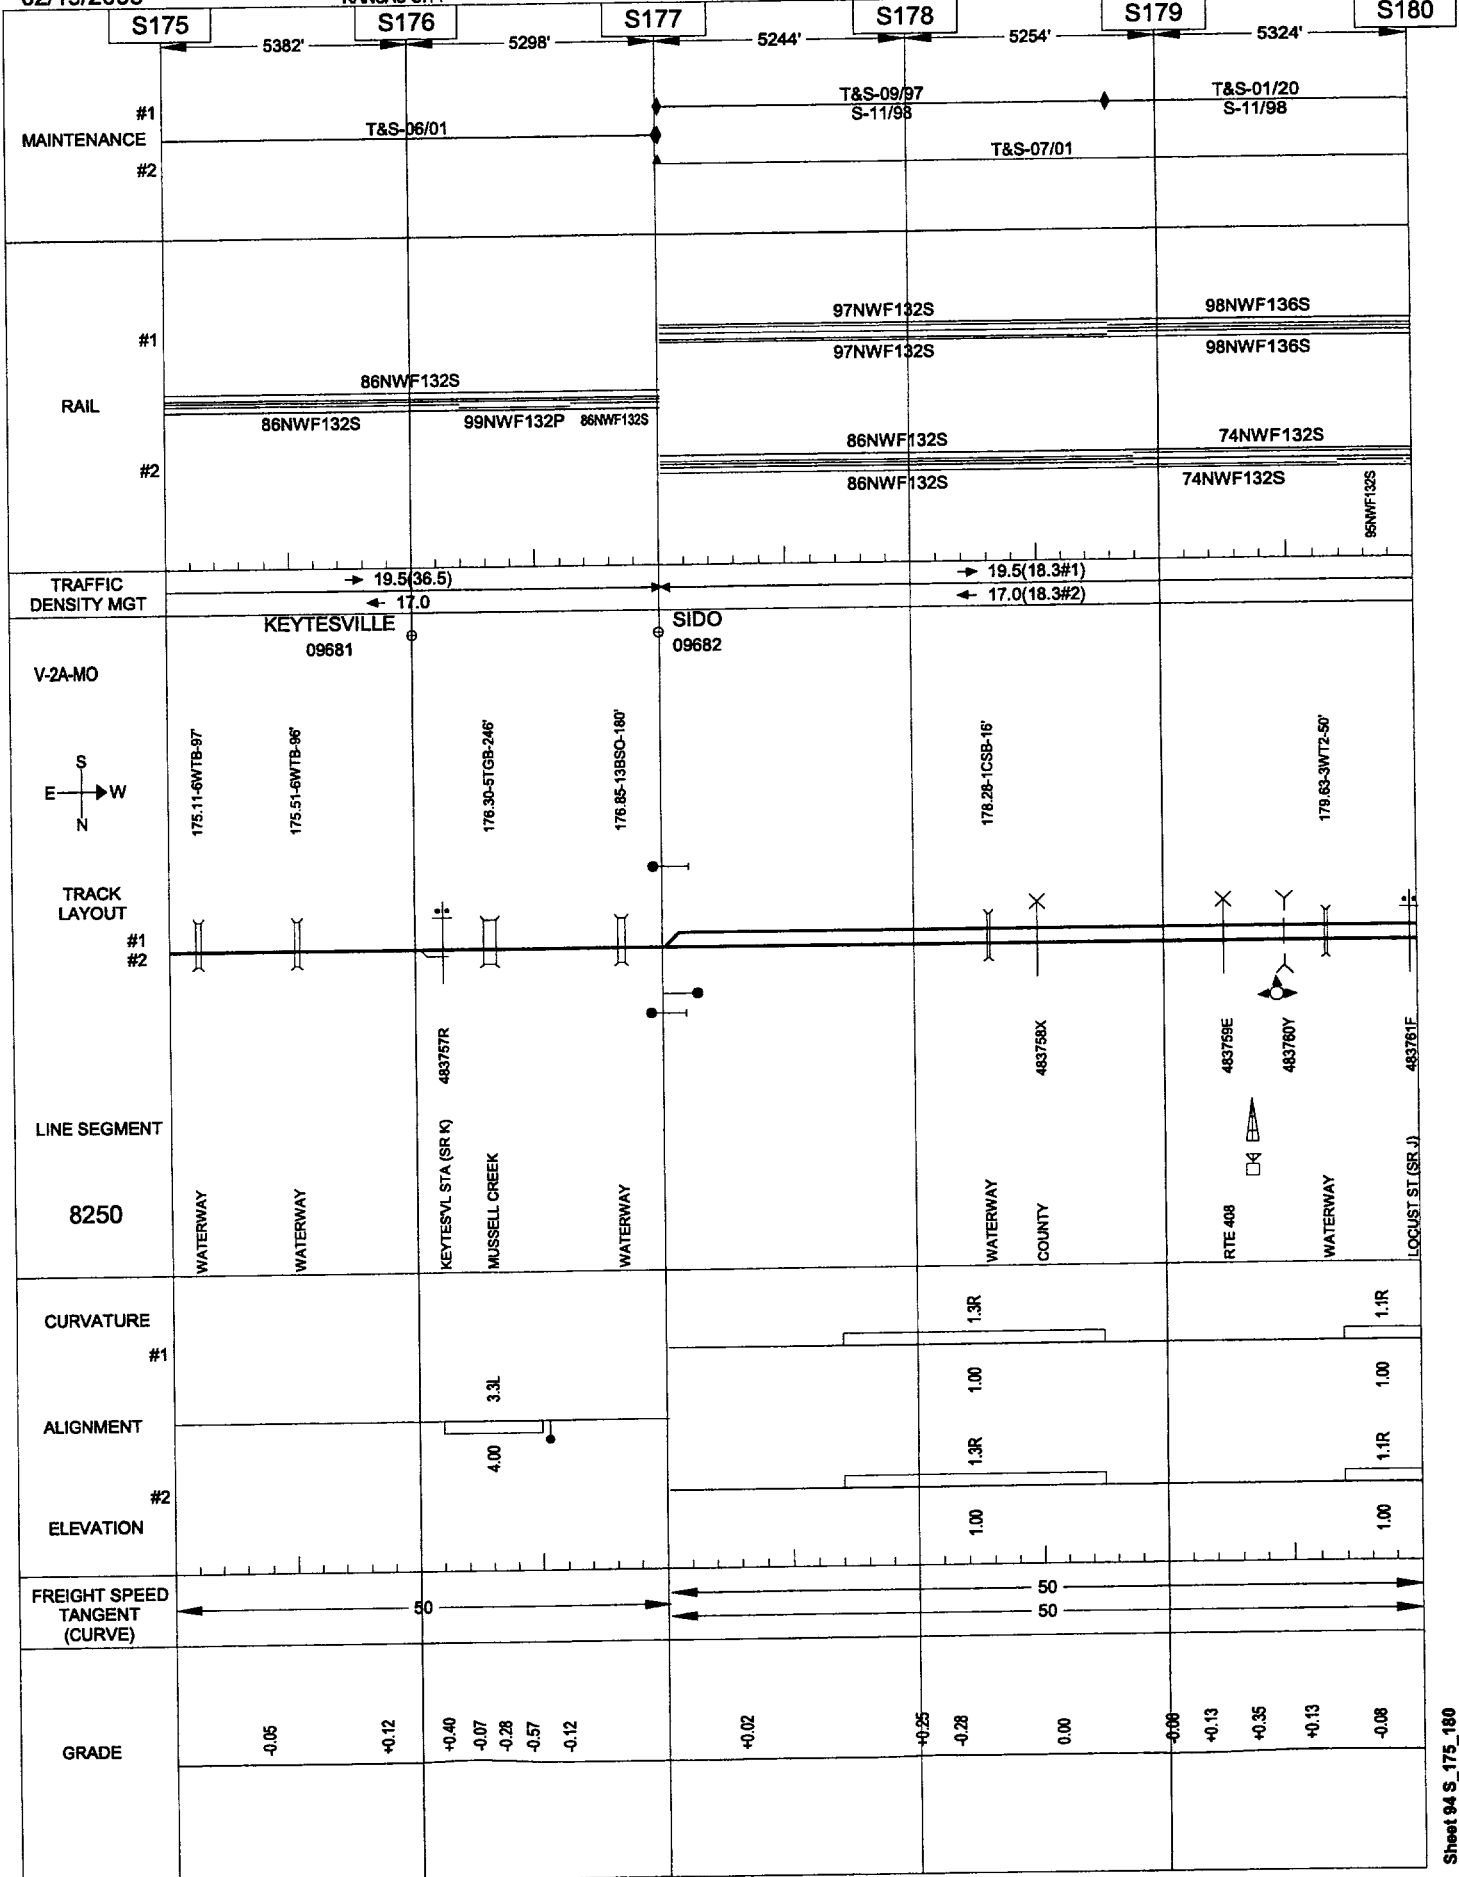 S175
S176
S177
S178
S179
S180
5382'
5298'
5244'
5254'
5324'
#1
MAINTENANCE
#2
T&S-06/01
T&S-09/97
S-11/98
T&S-01/20
S-11/98
T&S-07/01
#1
RAIL
#2
97NWF132S
98NWF136S
97NWF132S
98NWF136S
86NWF132S
86NWF132S
99NWF132P
86NWF132S
86NWF132S
74NWF132S
86NWF132S
74NWF132S
95NWF132S
TRAFFIC
DENSITY MGT
19.5(36.5)
17.0
19.5(18.3#1)
17.0(18.3#2)
KEYTESVILLE
09681
SIDO
09682
V-2A-MO
S
E W
N
175.11-6WTB-97'
175.51-6WTB-96'
176.30-5TGB-246'
176.85-13BSO-180'
178.28-1CSB-16'
179.63-3WT2-50'
TRACK
LAYOUT
#1
#2
483757R
483758X
483759E
483760Y
483761F
LINE SEGMENT
8250
WATERWAY
WATERWAY
KEYTES'VL STA (SR K)
MUSSELL CREEK
WATERWAY
WATERWAY
COUNTY
RTE 408
WATERWAY
LOCUST ST (SR J)
CURVATURE
#1
ALIGNMENT
#2
ELEVATION
3.3L
4.00
1.3R
1.00
1.1R
1.00
1.3R
1.00
1.1R
1.00
FREIGHT SPEED
TANGENT
(CURVE)
50
50
50
GRADE
-0.05
+0.12
+0.40
-0.07
-0.28
-0.57
-0.12
+0.02
+0.25
-0.28
0.00
+0.13
+0.35
+0.13
-0.08
Sheet 94 S_175_180